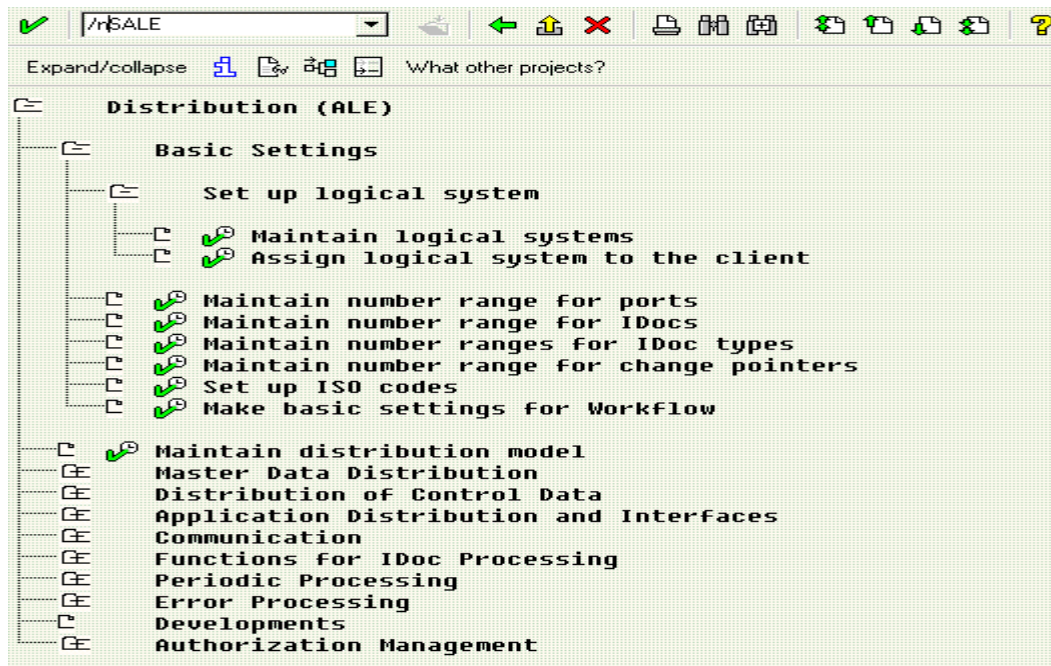 /nSALE
Expand/collapse What other projects?
Distribution (ALE)
Basic Settings
Set up logical system
Maintain logical systems
Assign logical system to the client
Maintain number range for ports
Maintain number range for IDocs
Maintain number ranges for IDoc types
Maintain number range for change pointers
Set up ISO codes
Make basic settings for Workflow
Maintain distribution model
Master Data Distribution
Distribution of Control Data
Application Distribution and Interfaces
Communication
Functions for IDoc Processing
Periodic Processing
Error Processing
Developments
Authorization Management